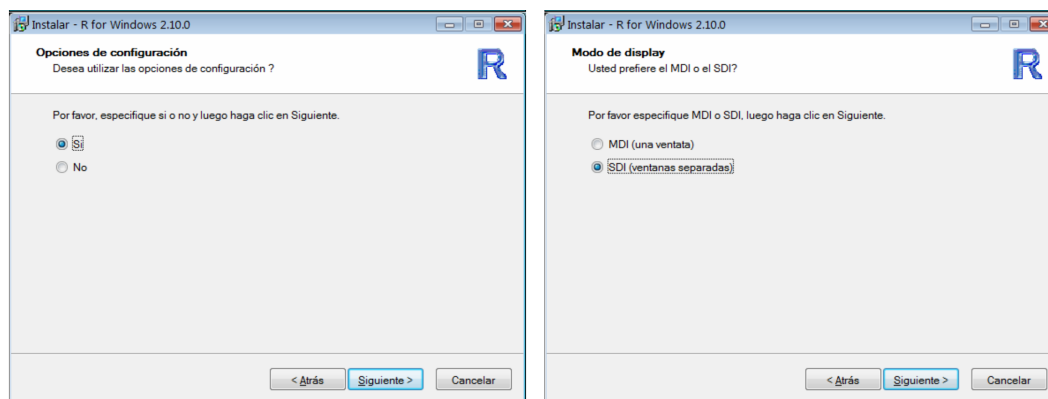 Instalar - R for Windows 2.10.0
Opciones de configuración
Desea utilizar las opciones de configuración ?
R
Por favor, especifique si o no y luego haga clic en Siguiente.
Si
No
< Atrás
Siguiente >
Cancelar
Instalar - R for Windows 2.10.0
Modo de display
Usted prefiere el MDI o el SDI?
R
Por favor especifique MDI o SDI, luego haga clic en Siguiente.
MDI (una ventata)
SDI (ventanas separadas)
< Atrás
Siguiente >
Cancelar